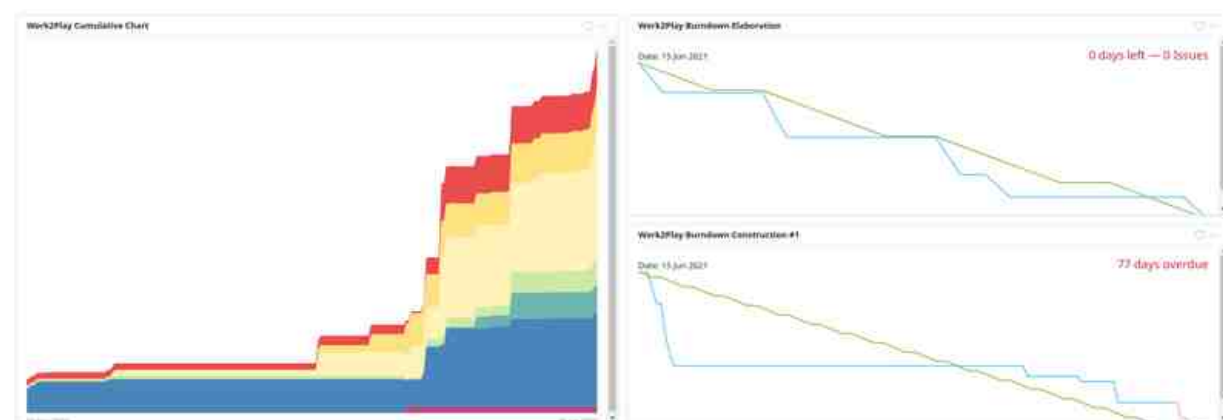 Work2Play Cumulative Chart
Work2Play Burndown Elaboration
Date: 15 Jun 2021
0 days left — 0 Issues
Work2Play Burndown Construction #1
Date: 15 Jun 2021
77 days overdue